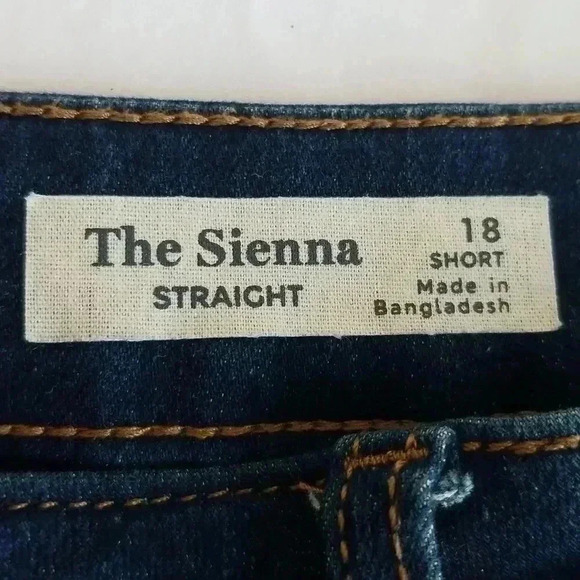 The Sienna
STRAIGHT
18
SHORT
Made in
Bangladesh